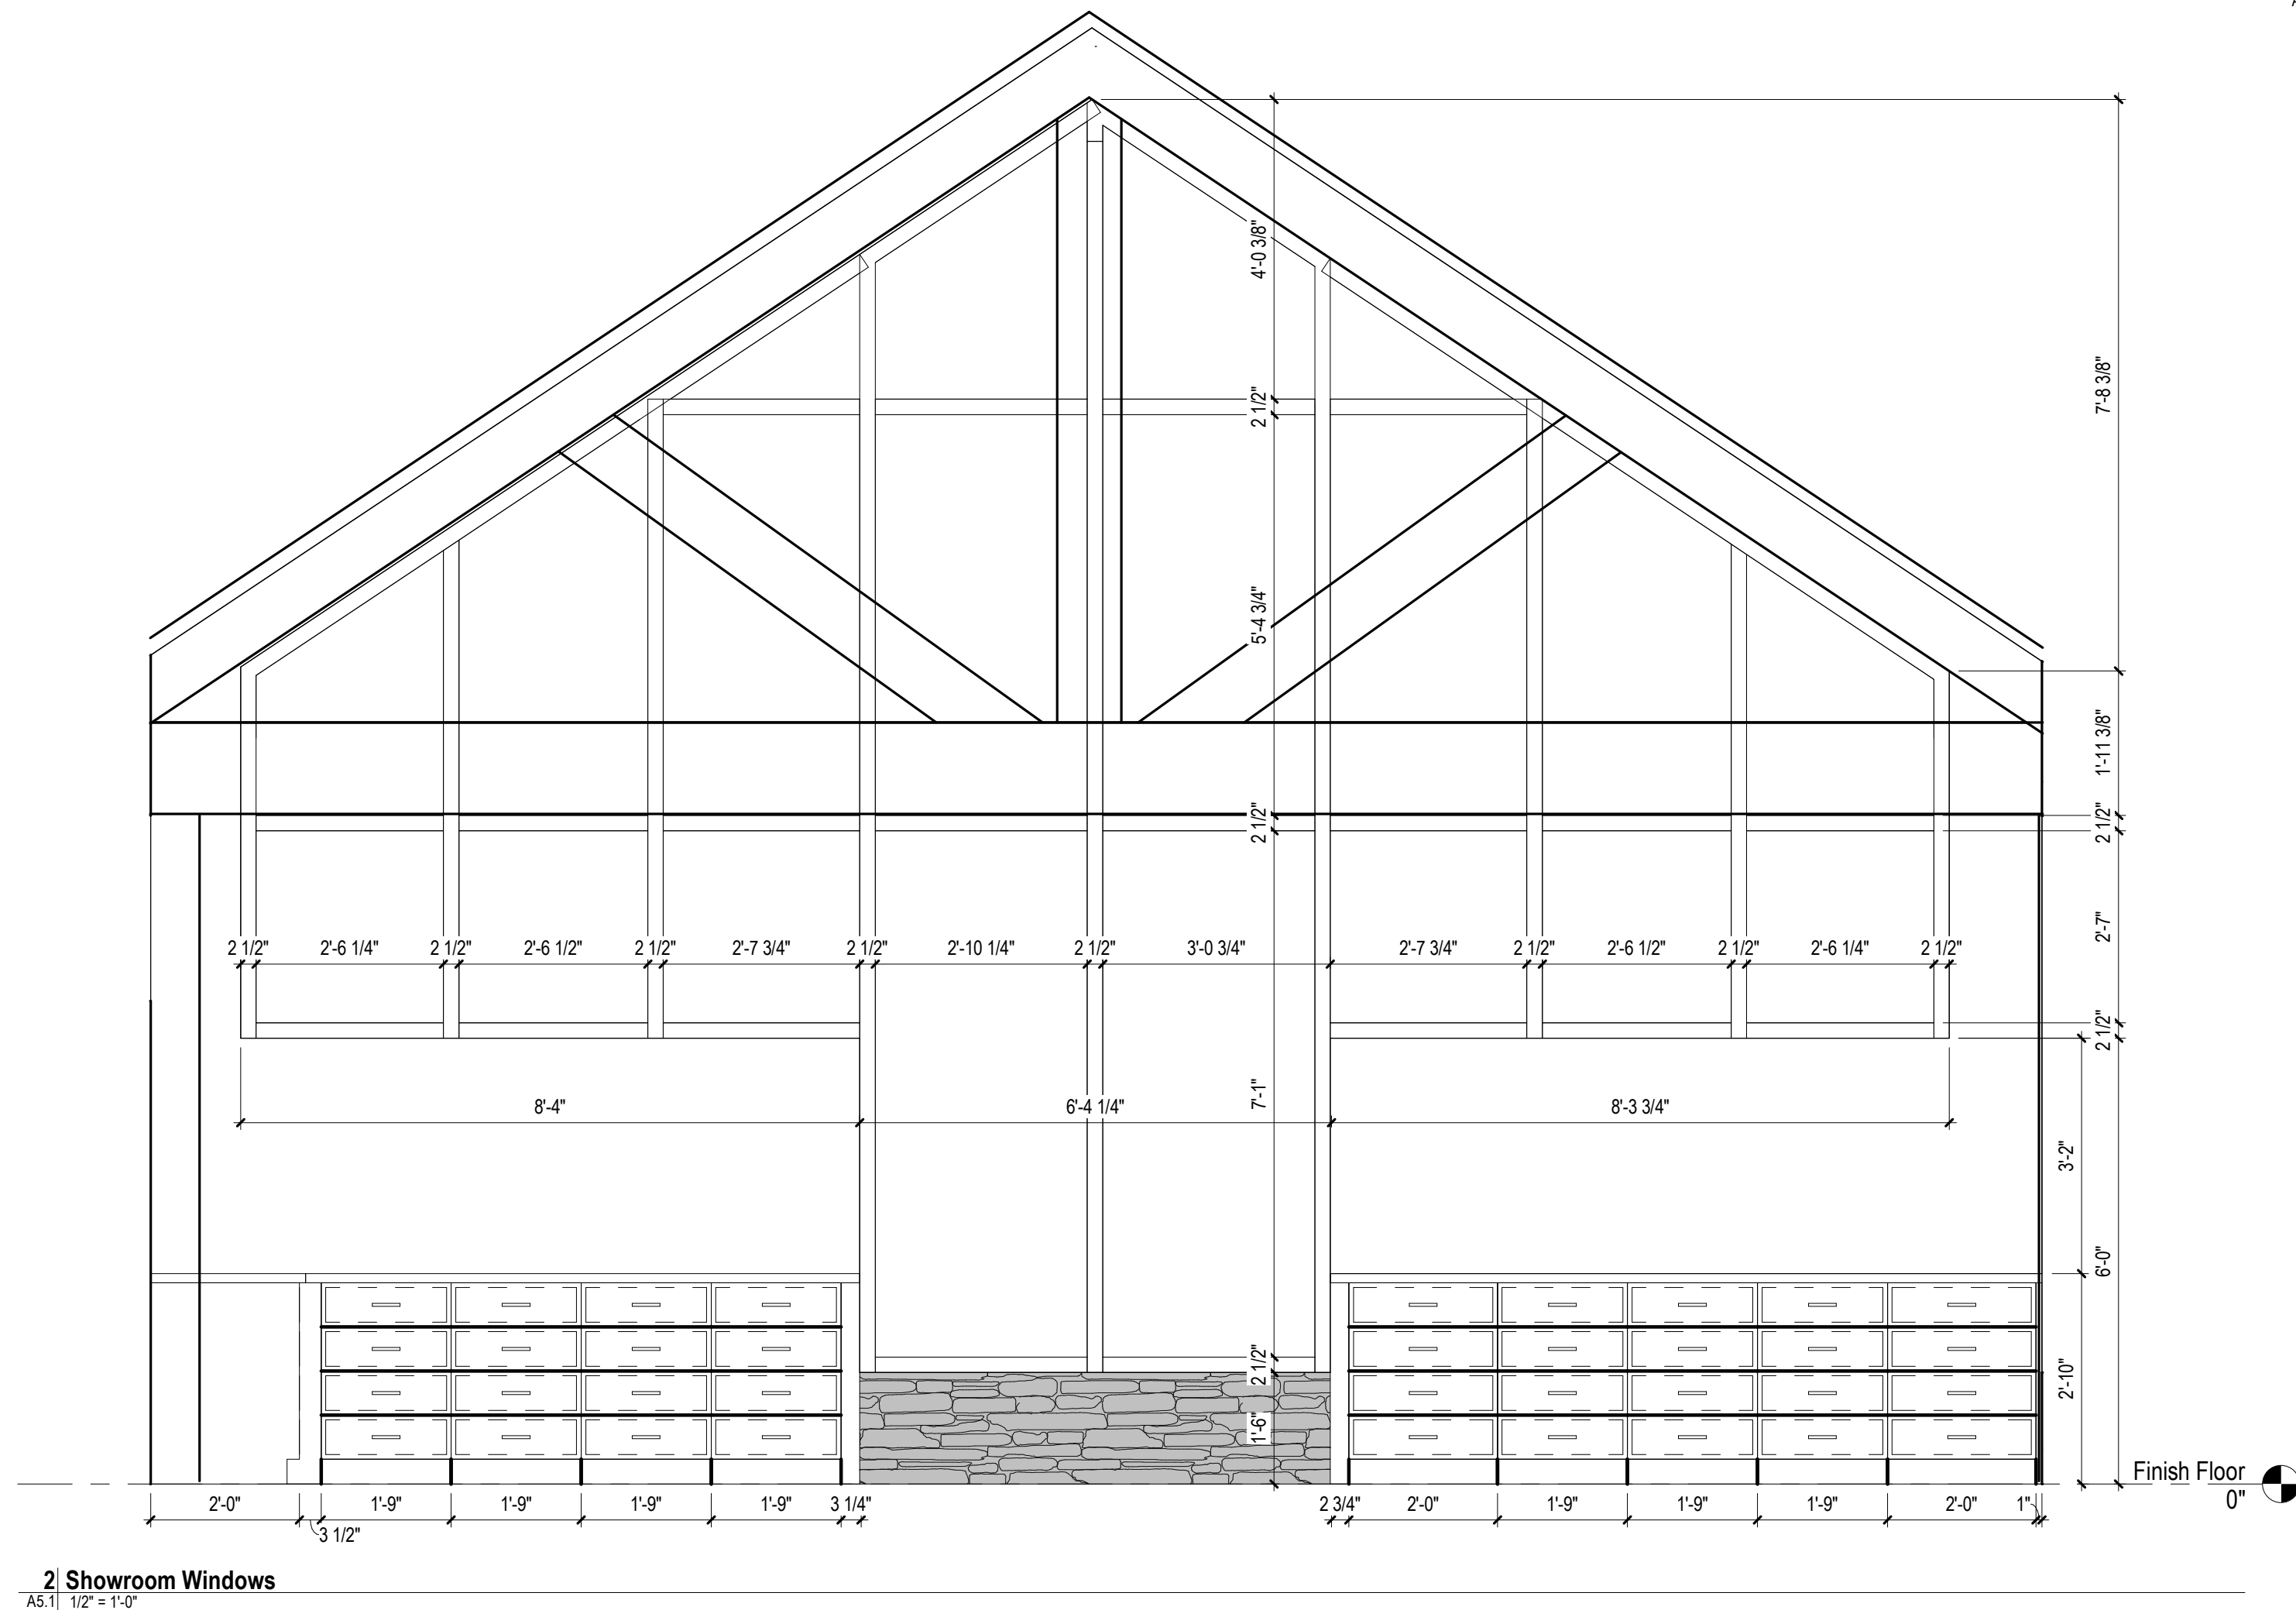 4'-0 3/8"
7'-8 3/8"
2 1/2"
5'-4 3/4"
1'-11 3/8"
2 1/2"
2 1/2"
2 1/2" 2'-6 1/4" 2 1/2" 2'-6 1/2" 2 1/2" 2'-7 3/4" 2 1/2" 2'-10 1/4" 2 1/2" 3'-0 3/4" 2'-7 3/4" 2 1/2" 2'-6 1/2" 2 1/2" 2'-6 1/4" 2 1/2"
2'-7"
2 1/2"
8'-4" 6'-4 1/4" 8'-3 3/4"
7'-1"
3'-2"
6'-0"
2 1/2"
2'-10"
1'-6"
Finish Floor
0"
2'-0" 1'-9" 1'-9" 1'-9" 1'-9" 3 1/4" 2 3/4" 2'-0" 1'-9" 1'-9" 1'-9" 2'-0" 1"
3 1/2"
2 Showroom Windows
A5.1 1/2" = 1'-0"